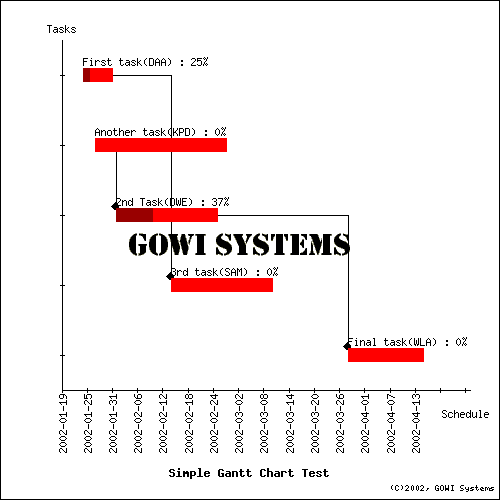 Tasks
First task(DAA) : 25%
Another task(KPD) : 0%
2nd Task(DWE) : 37%
GOWI SYSTEMS
3rd task(SAM) : 0%
Final task(WLA) : 0%
2002-01-19
2002-01-25
2002-01-31
2002-02-06
2002-02-12
2002-02-18
2002-02-24
2002-03-02
2002-03-08
2002-03-14
2002-03-20
2002-03-26
2002-04-01
2002-04-07
2002-04-13
Schedule
Simple Gantt Chart Test
(C)2002, GOWI Systems